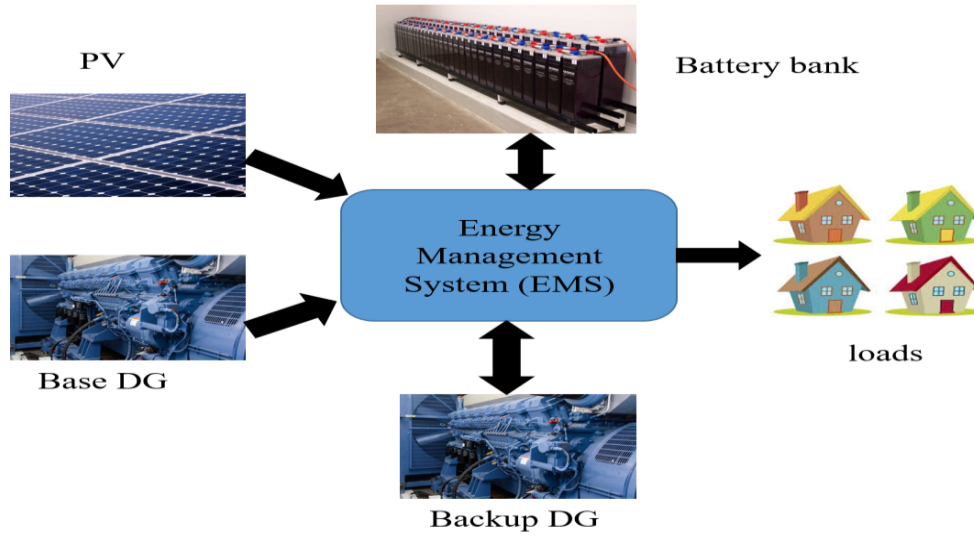 PV
Battery bank
Energy
Management
System (EMS)
Base DG
loads
Backup DG